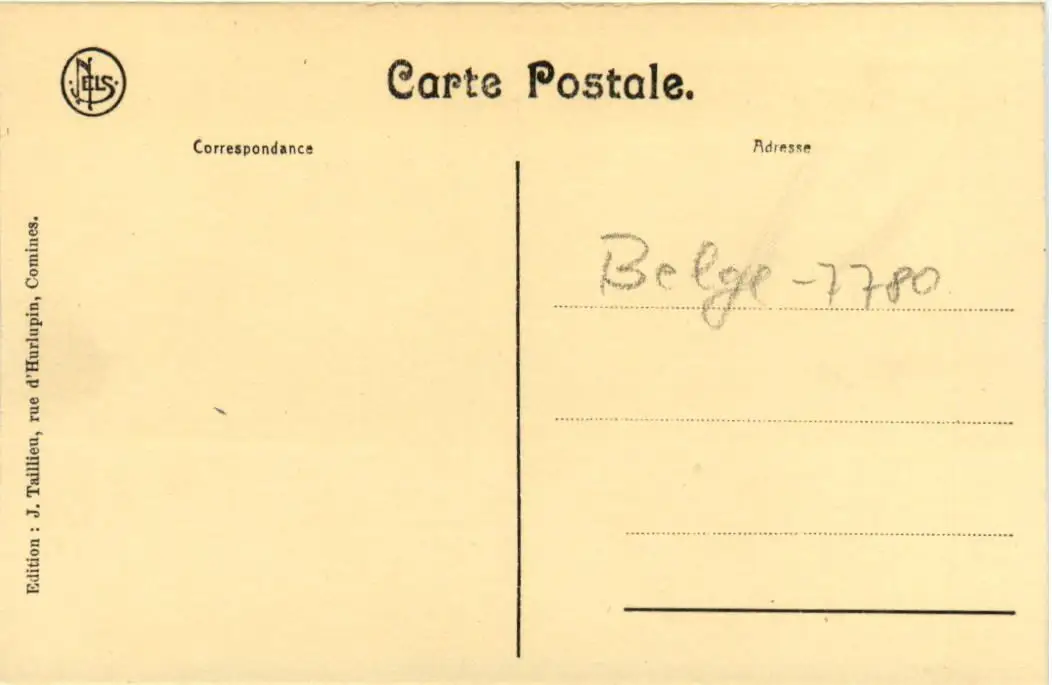 NELS
Carte Postale.
Correspondance
Adresse
Edition : J. Taillieu, rue d'Hurlupin, Comines.
Belge - 7780